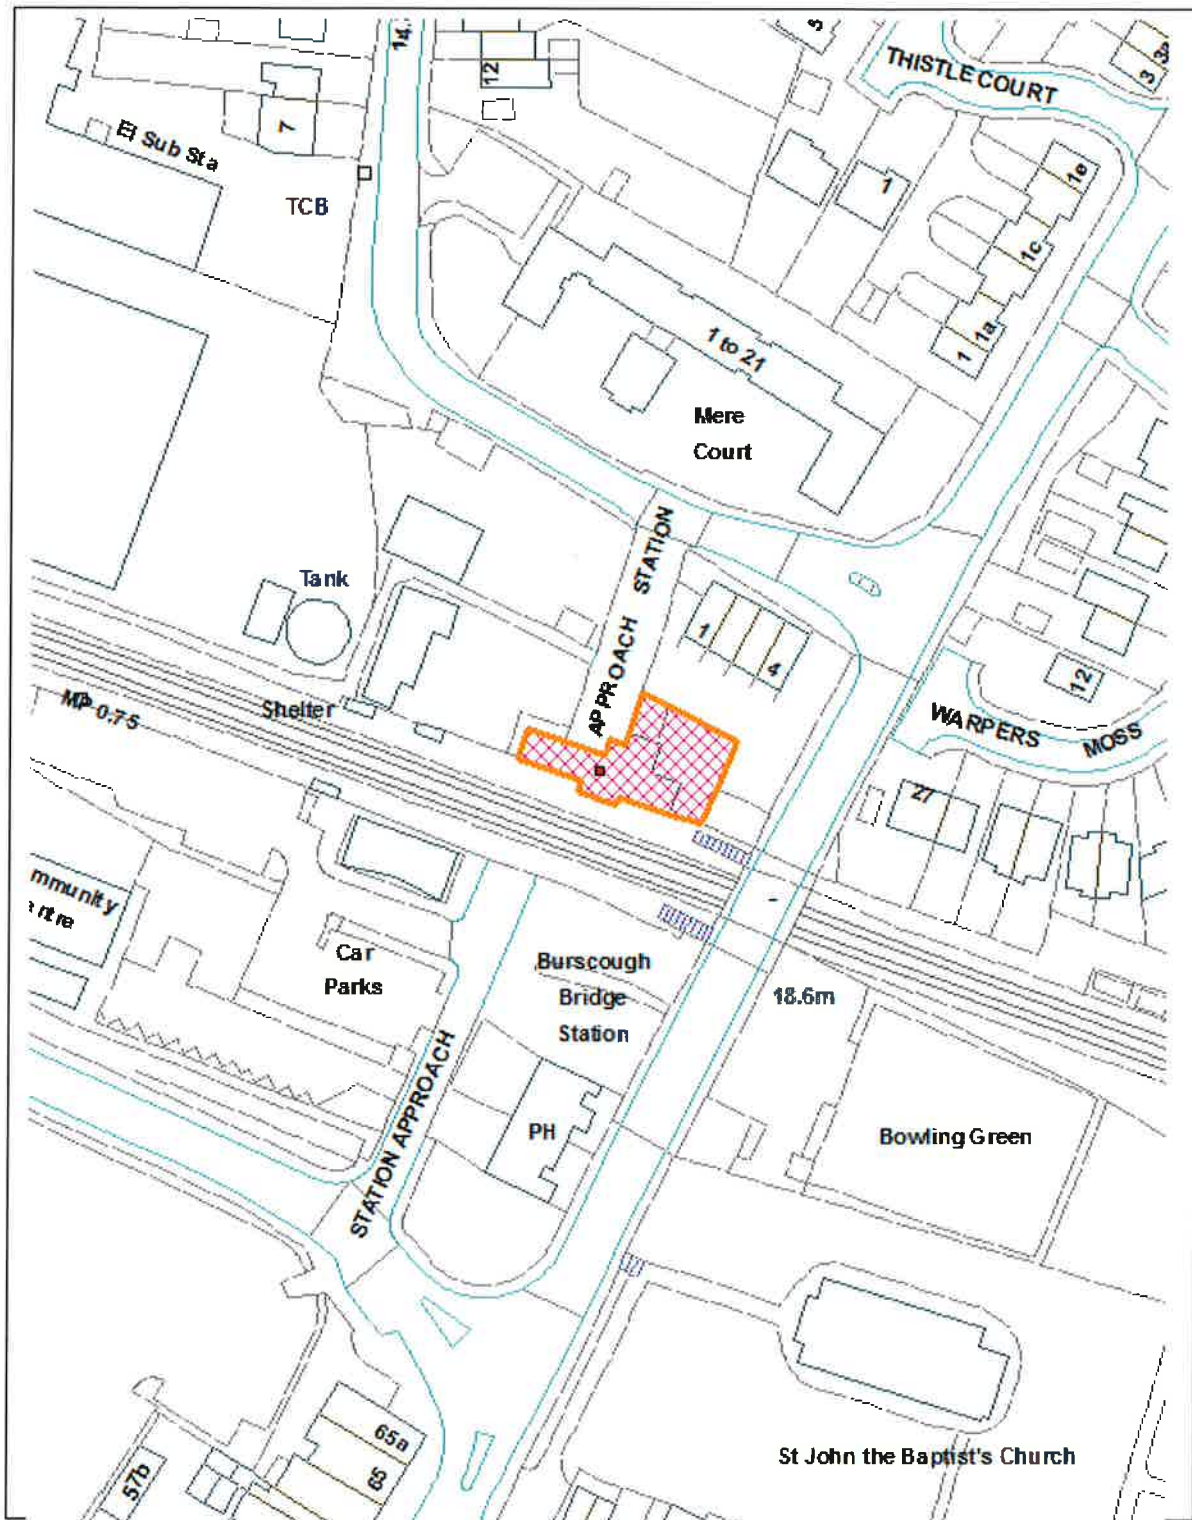 14
12
5
THISTLE COURT
3
3a
7
El Sub Sta
TCB
1
1e
1c
1a
1
1 to 21
Mere
Court
STATION
APPROACH
Tank
1
4
12
MP 0.75
Shelter
WARPERS MOSS
27
mmunity
entre
Car
Parks
Burscough
Bridge
Station
18.6m
STATION APPROACH
PH
Bowling Green
65a
65
57b
St John the Baptist's Church